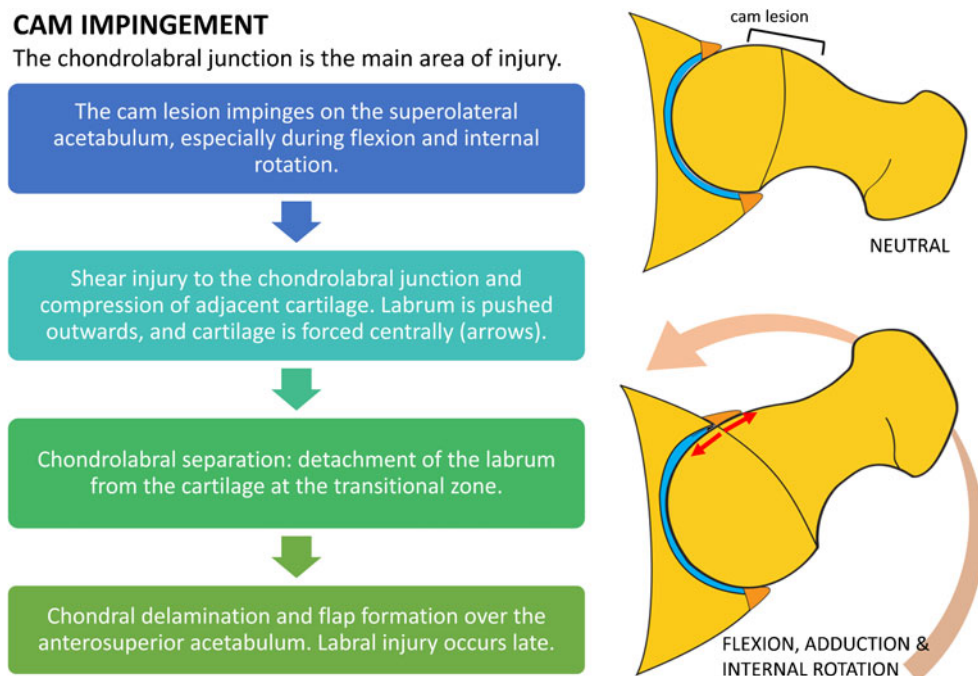 CAM IMPINGEMENT
The chondrolabral junction is the main area of injury.
The cam lesion impinges on the superolateral
acetabulum, especially during flexion and internal
rotation.
Shear injury to the chondrolabral junction and
compression of adjacent cartilage. Labrum is pushed
outwards, and cartilage is forced centrally (arrows).
Chondrolabral separation: detachment of the labrum
from the cartilage at the transitional zone.
Chondral delamination and flap formation over the
anterosuperior acetabulum. Labral injury occurs late.
cam lesion
NEUTRAL
FLEXION, ADDUCTION &
INTERNAL ROTATION